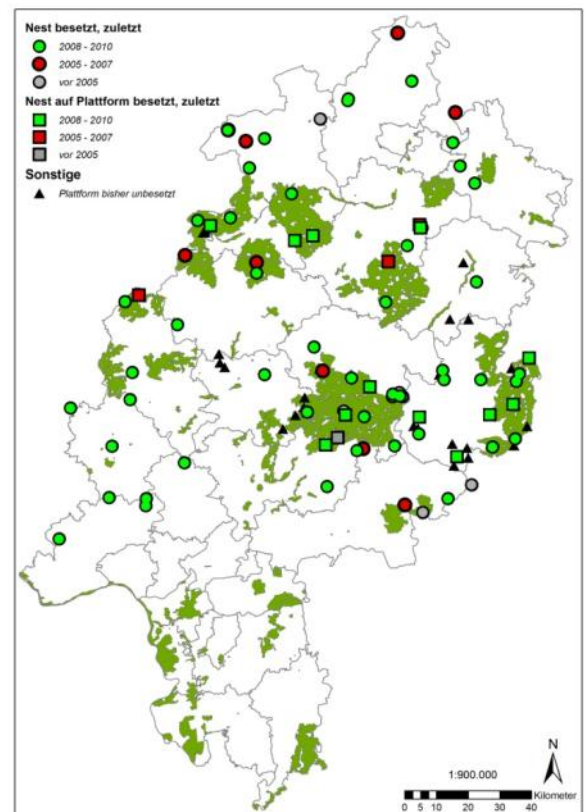 Nest besetzt, zuletzt
2008 - 2010
2005 - 2007
vor 2005
Nest auf Plattform besetzt, zuletzt
2008 - 2010
2005 - 2007
vor 2005
Sonstige
Plattform bisher unbesetzt
N
1:900.000
Kilometer
0 5 10 20 30 40